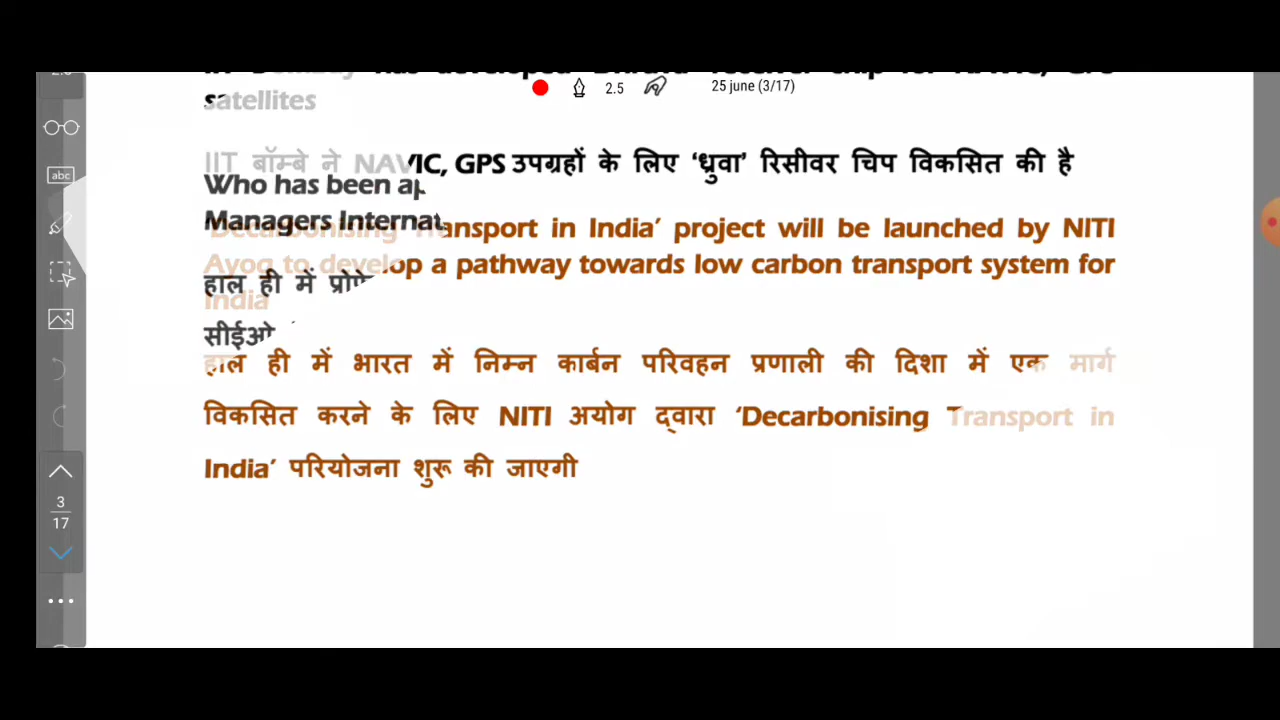 satellites
25 june (3/17)
2.5
abc
IIT बॉम्बे ने NAVIC, GPS उपग्रहों के लिए ‘ध्रुवा’ रिसीवर चिप विकसित की है
Who has been
Managers
Decarbonising Transport in India’ project will be launched by NITI
Ayog to develop a pathway towards low carbon transport system for
हाल ही में
India
सीईओ
हाल ही में भारत में निम्न कार्बन परिवहन प्रणाली की दिशा में एक मार्ग
विकसित करने के लिए NITI अयोग द्वारा ‘Decarbonising Transport in
India’ परियोजना शुरू की जाएगी
3
17